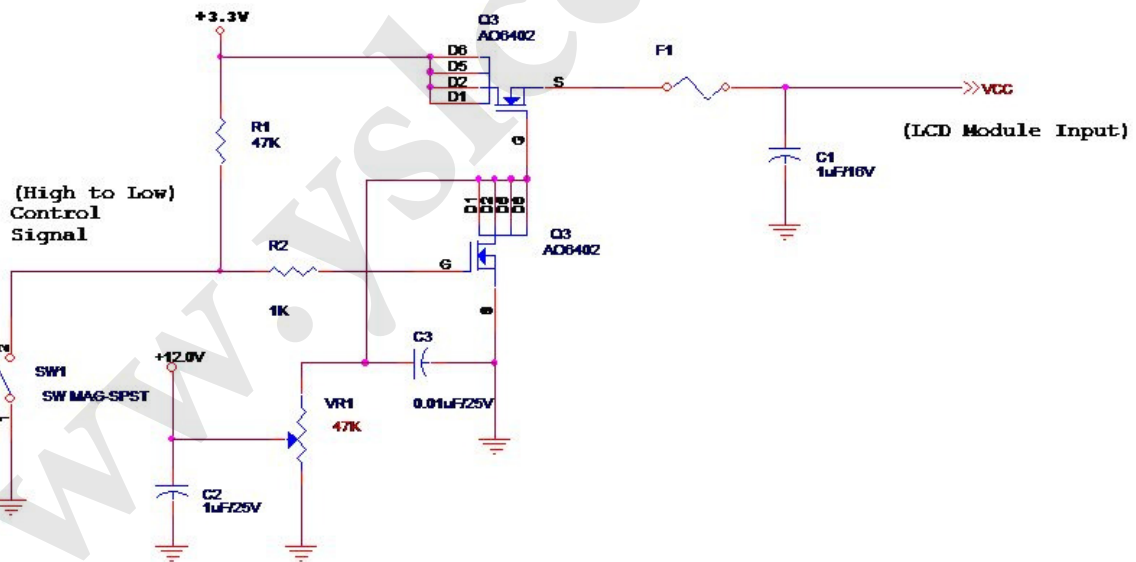 +3.3V
Q3
AO6402
D6
D5
D2
D1
S
F1
VCC
(LCD Module Input)
R1
47K
G
C1
1uF/16V
(High to Low)
Control
Signal
D1
Q3
AO6402
R2
G
1K
+12.0V
C3
SW1
SW MAG-SPST
VR1
47K
0.01uF/25V
1
C2
1uF/25V